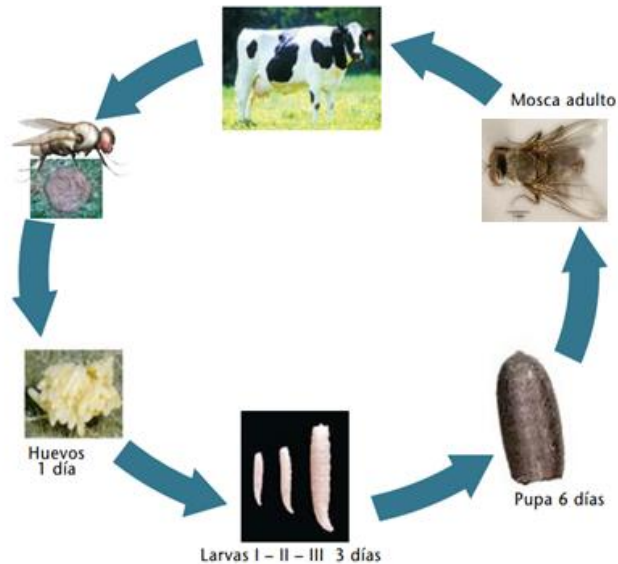 Mosca adulto
Huevos
1 día
Larvas I – II – III 3 días
Pupa 6 días